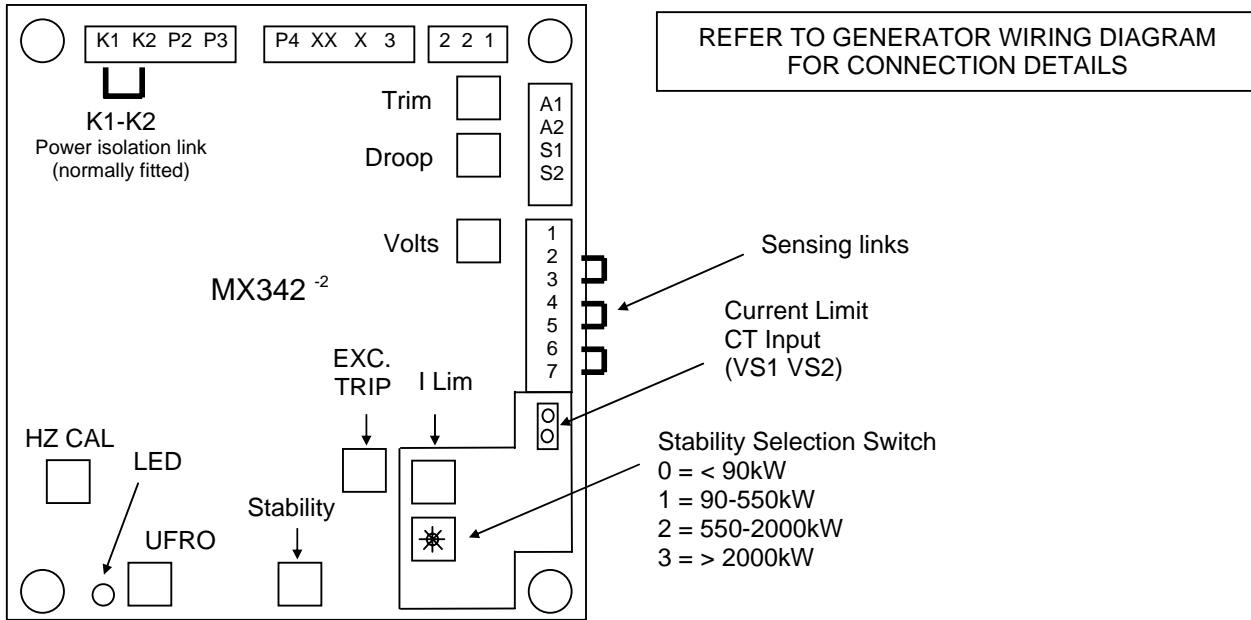 K1 K2 P2 P3
P4 XX X 3
2 2 1
REFER TO GENERATOR WIRING DIAGRAM
FOR CONNECTION DETAILS
K1-K2
Power isolation link
(normally fitted)
Trim
Droop
Volts
A1
A2
S1
S2
1
2
3
4
5
6
7
Sensing links
MX342 -2
Current Limit
CT Input
(VS1 VS2)
EXC.
TRIP
I Lim
HZ CAL
LED
Stability
UFRO
Stability Selection Switch
0 = < 90kW
1 = 90-550kW
2 = 550-2000kW
3 = > 2000kW